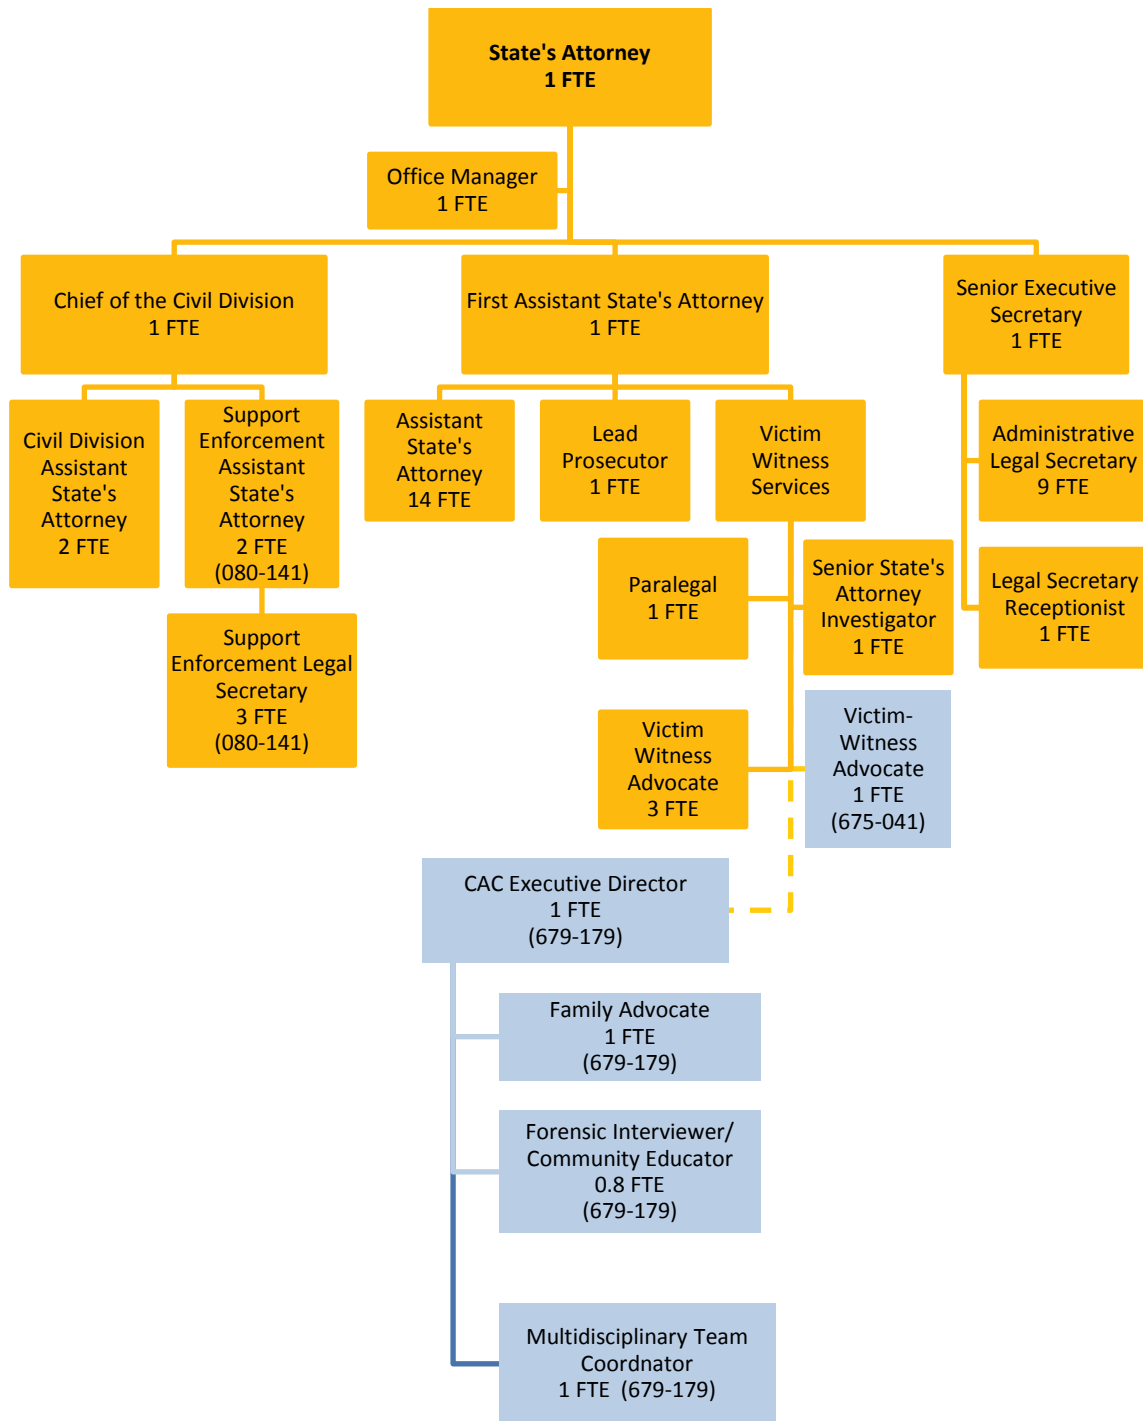 State's Attorney
1 FTE
Office Manager
1 FTE
Chief of the Civil Division
1 FTE
First Assistant State's Attorney
1 FTE
Senior Executive
Secretary
1 FTE
Civil Division
Assistant
State's
Attorney
2 FTE
Support
Enforcement
Assistant
State's
Attorney
2 FTE
(080-141)
Support
Enforcement Legal
Secretary
3 FTE
(080-141)
Assistant
State's
Attorney
14 FTE
Lead
Prosecutor
1 FTE
Victim
Witness
Services
Administrative
Legal Secretary
9 FTE
Legal Secretary
Receptionist
1 FTE
Paralegal
1 FTE
Senior State's
Attorney
Investigator
1 FTE
Victim
Witness
Advocate
3 FTE
Victim-
Witness
Advocate
1 FTE
(675-041)
CAC Executive Director
1 FTE
(679-179)
Family Advocate
1 FTE
(679-179)
Forensic Interviewer/
Community Educator
0.8 FTE
(679-179)
Multidisciplinary Team
Coordnator
1 FTE (679-179)